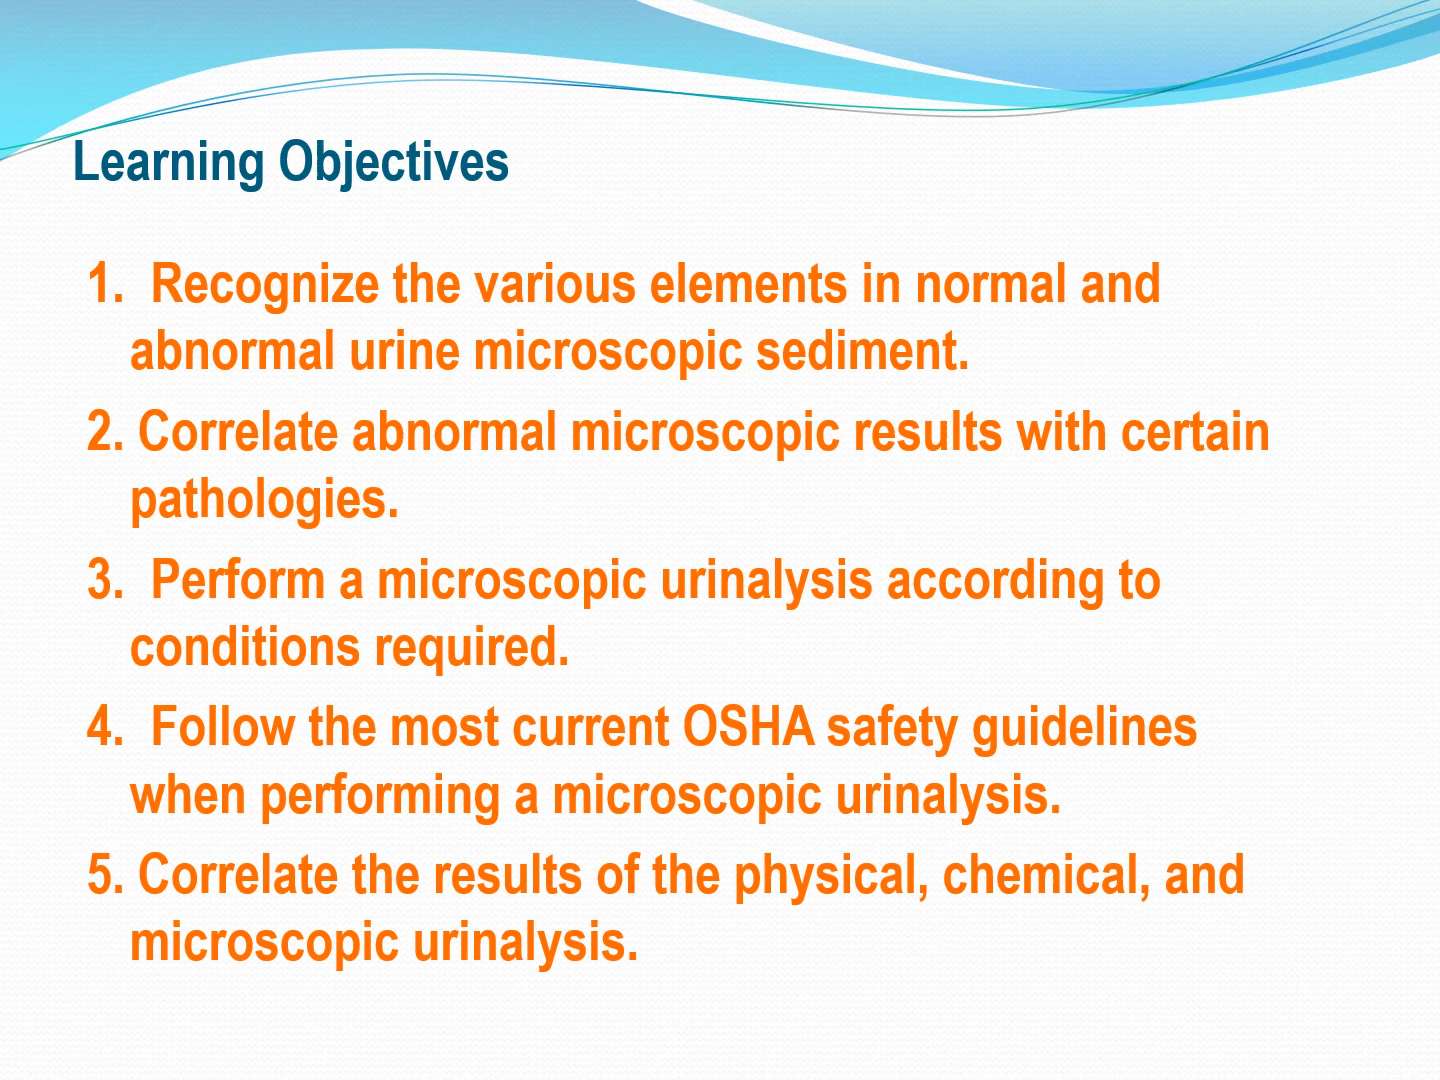 Learning Objectives
1.  Recognize the various elements in normal and
abnormal urine microscopic sediment.
2. Correlate abnormal microscopic results with certain
pathologies.
3.  Perform a microscopic urinalysis according to
conditions required.
4.  Follow the most current OSHA safety guidelines
when performing a microscopic urinalysis.
5. Correlate the results of the physical, chemical, and
microscopic urinalysis.